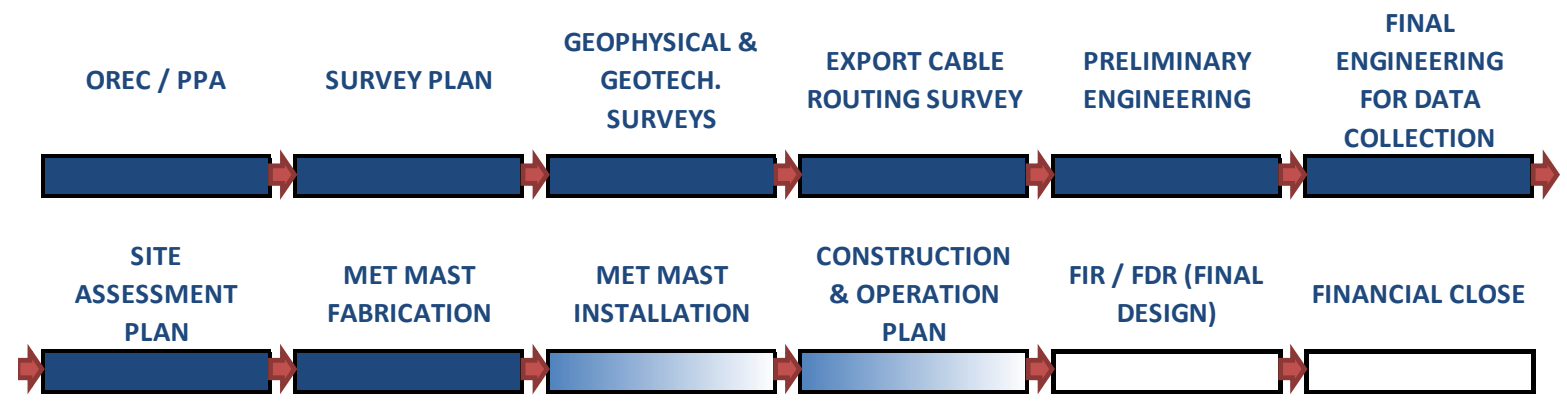 OREC / PPA
SURVEY PLAN
GEOPHYSICAL &
GEOTECH.
SURVEYS
EXPORT CABLE
ROUTING SURVEY
PRELIMINARY
ENGINEERING
FINAL
ENGINEERING
FOR DATA
COLLECTION
SITE
ASSESSMENT
PLAN
MET MAST
FABRICATION
MET MAST
INSTALLATION
CONSTRUCTION
& OPERATION
PLAN
FIR / FDR (FINAL
DESIGN)
FINANCIAL CLOSE